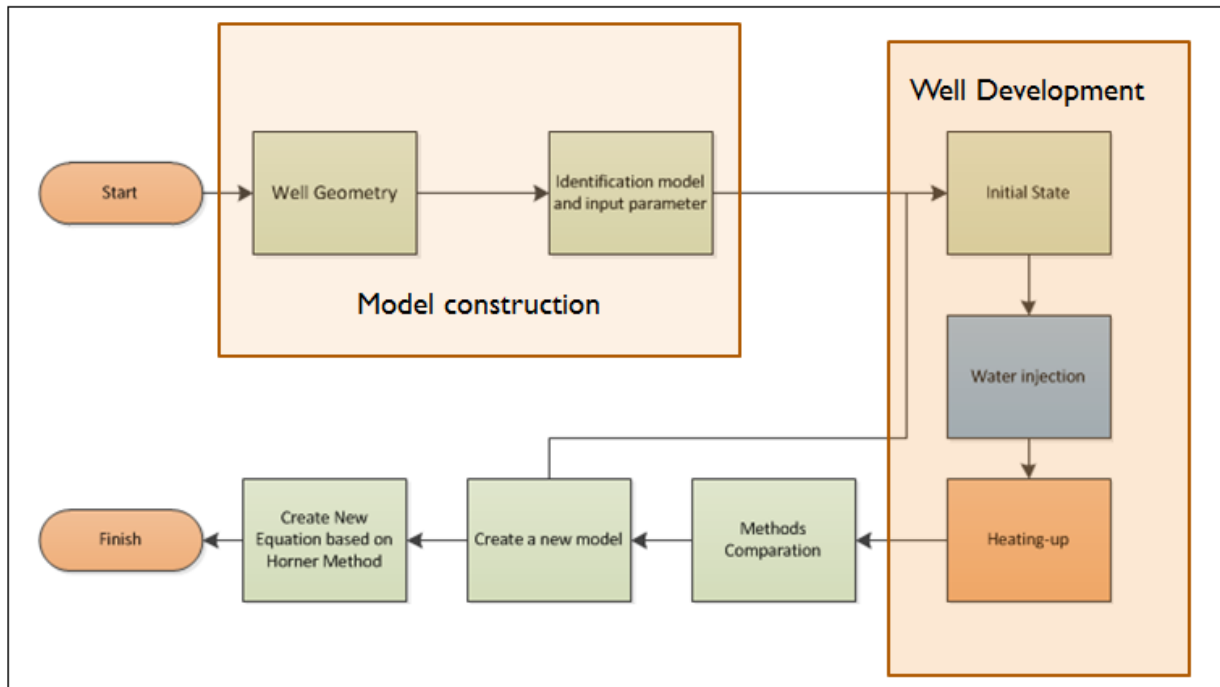 Well Development
Start
Well Geometry
Identification model
and input parameter
Initial State
Model construction
Water injection
Finish
Create New
Equation based on
Horner Method
Create a new model
Methods
Comparation
Heating-up